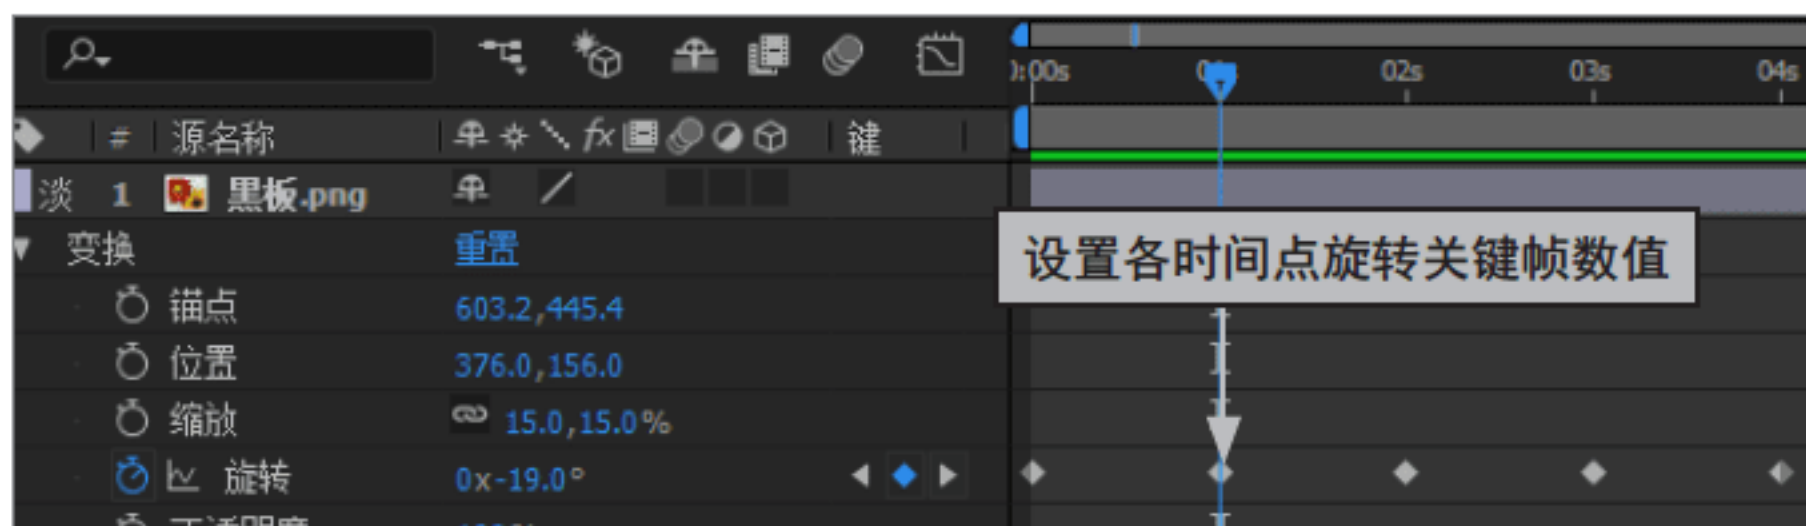 0:00s 02s 03s 04s
# 源名称 fx 键
淡 1 黑板.png
变换 重置
设置各时间点旋转关键帧数值
锚点 603.2,445.4
位置 376.0,156.0
缩放 15.0,15.0%
旋转 0x-19.0°